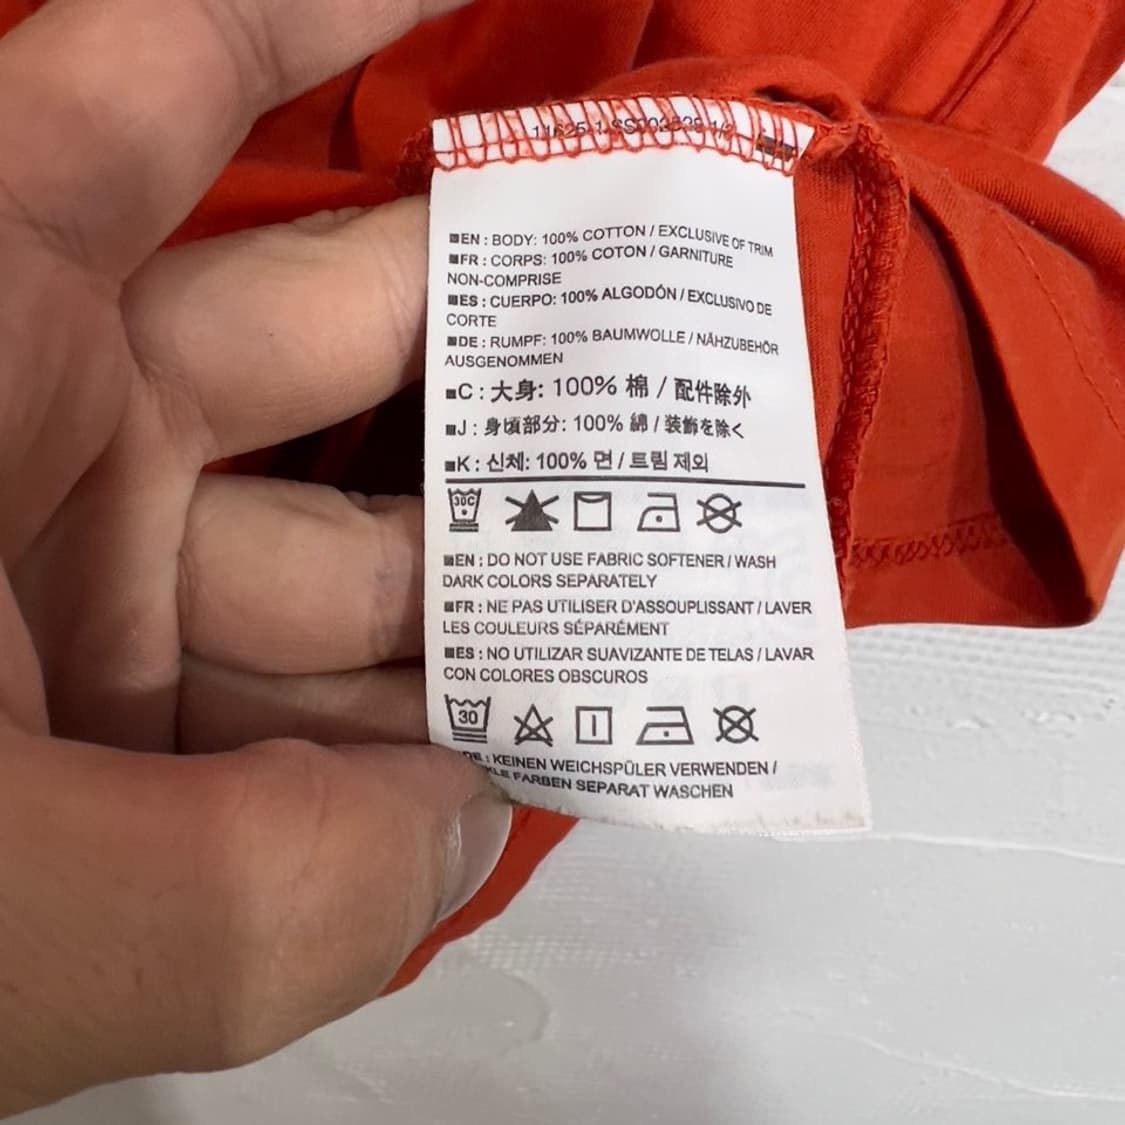 ■EN : BODY: 100% COTTON / EXCLUSIVE OF TRIM
■FR : CORPS: 100% COTON / GARNITURE
NON-COMPRISE
■ES : CUERPO: 100% ALGODÓN / EXCLUSIVO DE
CORTE
■DE : RUMPF: 100% BAUMWOLLE / NÄHZUBEHÖR
AUSGENOMMEN
■C : 大身: 100% 棉 / 配件除外
■J : 身頃部分: 100% 綿 / 装飾を除く
■K : 신체: 100% 면 / 트림 제외
30C
■EN : DO NOT USE FABRIC SOFTENER / WASH
DARK COLORS SEPARATELY
■FR : NE PAS UTILISER D'ASSOUPLISSANT / LAVER
LES COULEURS SÉPARÉMENT
■ES : NO UTILIZAR SUAVIZANTE DE TELAS / LAVAR
CON COLORES OBSCUROS
30
DE : KEINEN WEICHSPÜLER VERWENDEN /
FARBEN SEPARAT WASCHEN